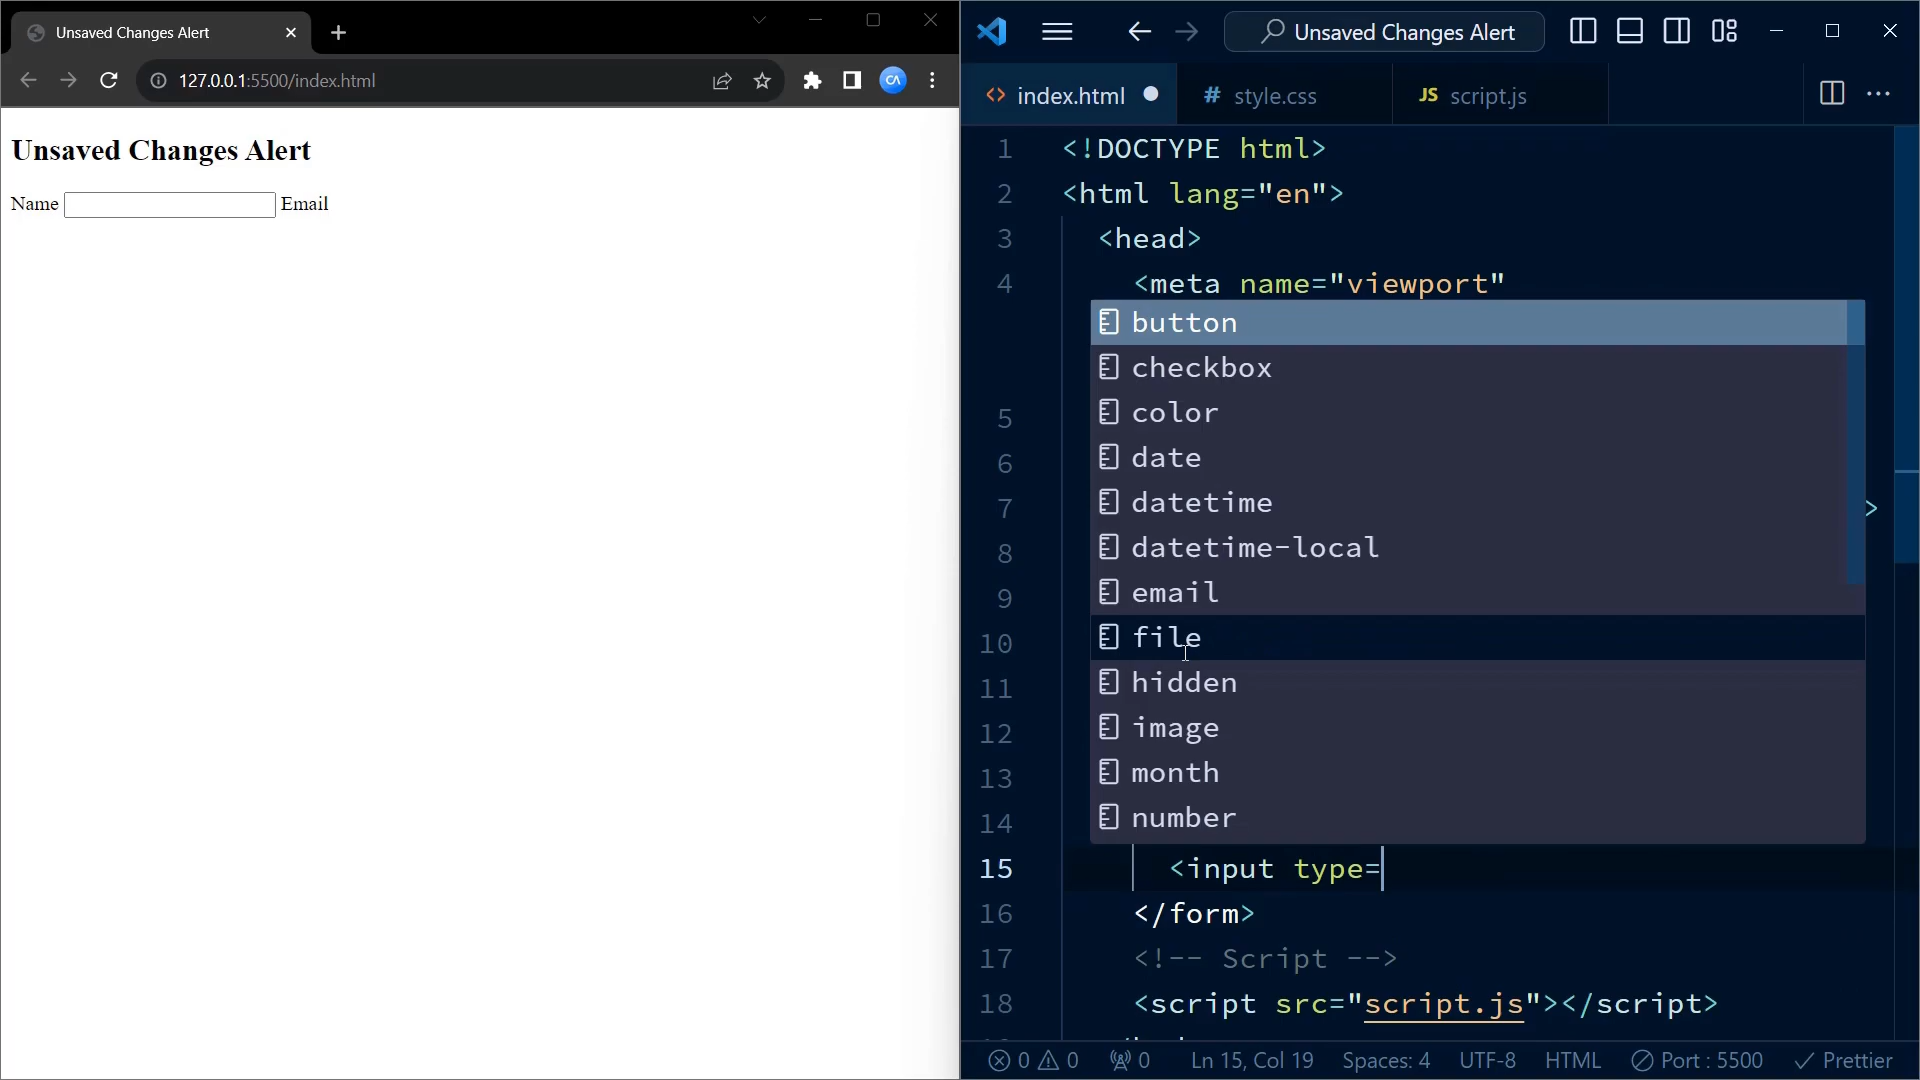 Unsaved Changes Alert
127.0.0.1:5500/index.html
CA
Unsaved Changes Alert
Name
Email
Unsaved Changes Alert
<> index.html
# style.css
JS script.js
1 <!DOCTYPE html>
2 <html lang="en">
3 <head>
4 <meta name="viewport"
button
checkbox
color
5
date
6
datetime
7 >
datetime-local
8
email
9
file
10
hidden
11
image
12
month
13
number
14
15 <input type=
16 </form>
17 <!-- Script -->
18 <script src="script.js"></script>
0 0 0 Ln 15, Col 19 Spaces: 4 UTF-8 HTML Port : 5500 Prettier